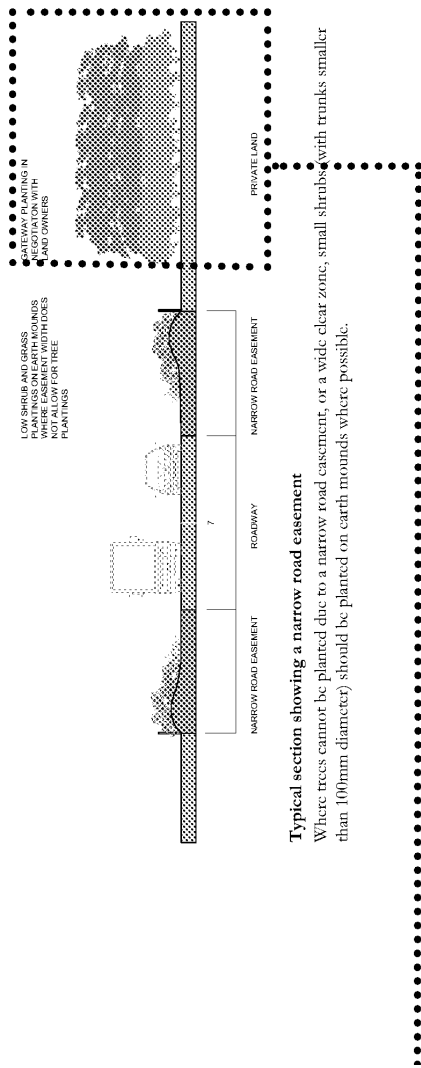 GATEWAY PLANTING IN
NEGOTIATON WITH
LAND OWNERS
LOW SHRUB AND GRASS
PLANTINGS ON EARTH MOUNDS
WHERE EASEMENT WIDTH DOES
NOT ALLOW FOR TREE
PLANTINGS
NARROW ROAD EASEMENT
7
ROADWAY
NARROW ROAD EASEMENT
PRIVATE LAND
Typical section showing a narrow road easement
Where trees cannot be planted due to a narrow road easement, or a wide clear zone, small shrubs (with trunks smaller
than 100mm diameter) should be planted on earth mounds where possible.